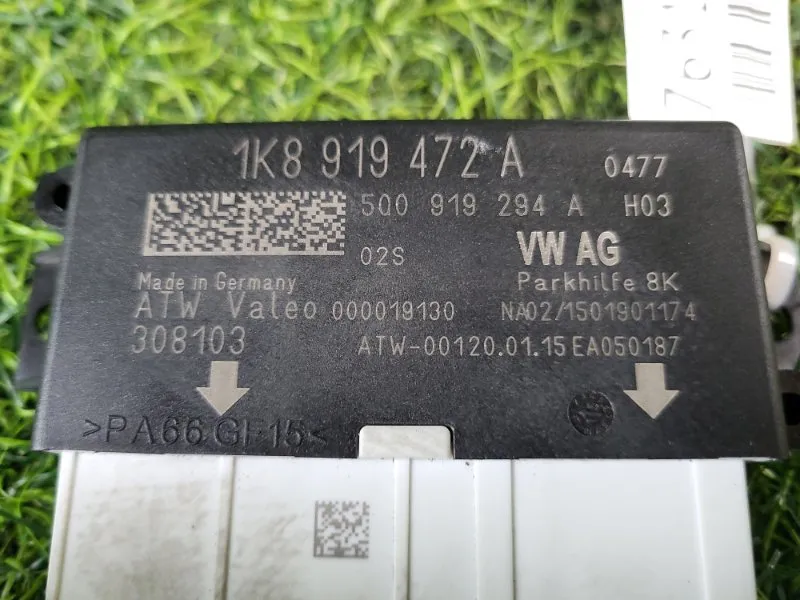 1K8 919 472 A 0477
5Q0 919 294 A H03
02S VW AG
Made in Germany Parkhilfe 8K
ATW Valeo 000019130 NA02/1501901174
308103 ATW-00120.01.15 EA050187
>PA66 GF15<